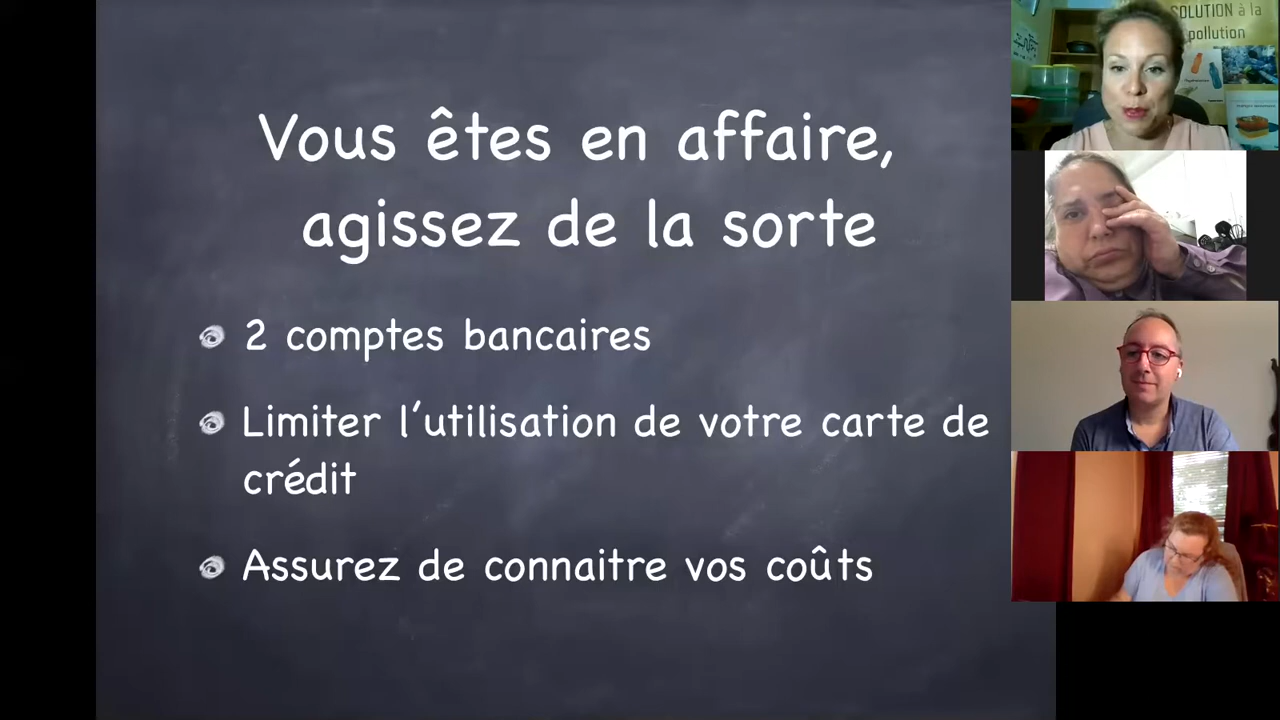 Vous êtes en affaire,
agissez de la sorte
2 comptes bancaires
Limiter l'utilisation de votre carte de
crédit
Assurez de connaitre vos coûts
SOLUTION à la
pollution